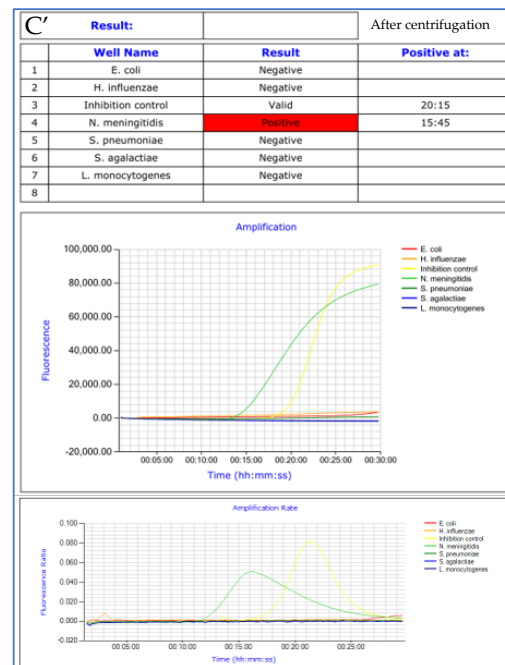 C′ Result: After centrifugation
Well Name Result Positive at:
1 E. coli Negative
2 H. influenzae Negative
3 Inhibition control Valid 20:15
4 N. meningitidis Positive 15:45
5 S. pneumoniae Negative
6 S. agalactiae Negative
7 L. monocytogenes Negative
8
Amplification
100,000.00
80,000.00
60,000.00
40,000.00
20,000.00
0.00
-20,000.00
Fluorescence
00:05:00 00:10:00 00:15:00 00:20:00 00:25:00 00:30:00
Time (hh:mm:ss)
E. coli
H. influenzae
Inhibition control
N. meningitidis
S. pneumoniae
S. agalactiae
L. monocytogenes
Amplification Rate
0.100
0.080
0.060
0.040
0.020
0.000
-0.020
Fluorescence Ratio
00:05:00 00:10:00 00:15:00 00:20:00 00:25:00
Time (hh:mm:ss)
E. coli
H. influenzae
Inhibition control
N. meningitidis
S. pneumoniae
S. agalactiae
L. monocytogenes